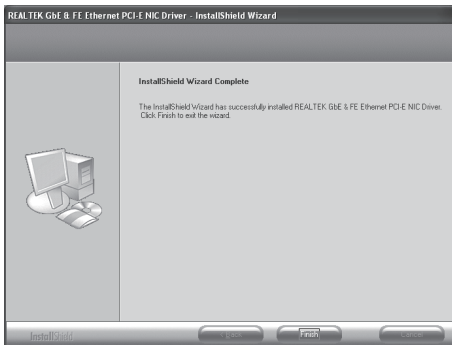 REALTEK GbE & FE Ethernet PCI-E NIC Driver - InstallShield Wizard
InstallShield Wizard Complete
The InstallShield Wizard has successfully installed REALTEK GbE & FE Ethernet PCI-E NIC Driver.
Click Finish to exit the wizard.
InstallShield
< Back
Finish
Cancel